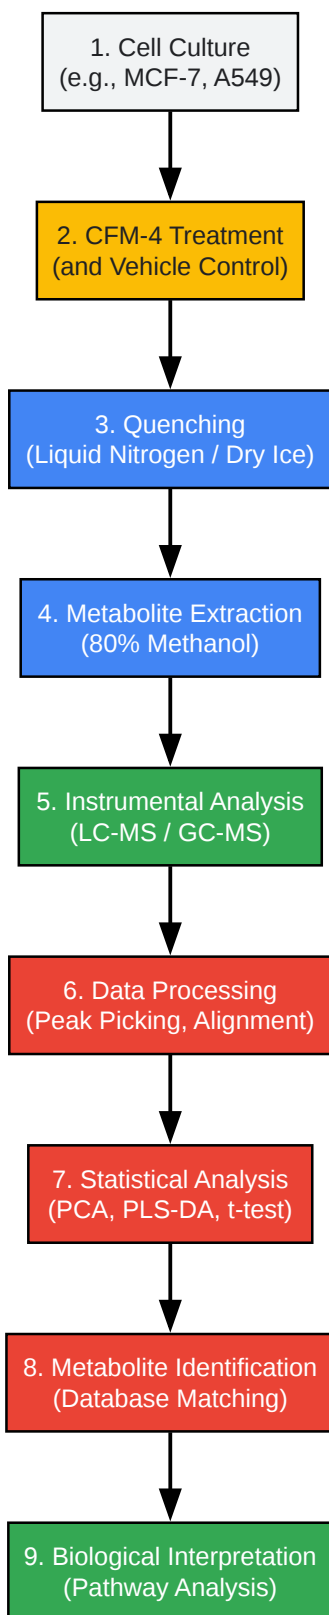 1. Cell Culture
(e.g., MCF-7, A549)
2. CFM-4 Treatment
(and Vehicle Control)
3. Quenching
(Liquid Nitrogen / Dry Ice)
4. Metabolite Extraction
(80% Methanol)
5. Instrumental Analysis
(LC-MS / GC-MS)
6. Data Processing
(Peak Picking, Alignment)
7. Statistical Analysis
(PCA, PLS-DA, t-test)
8. Metabolite Identification
(Database Matching)
9. Biological Interpretation
(Pathway Analysis)